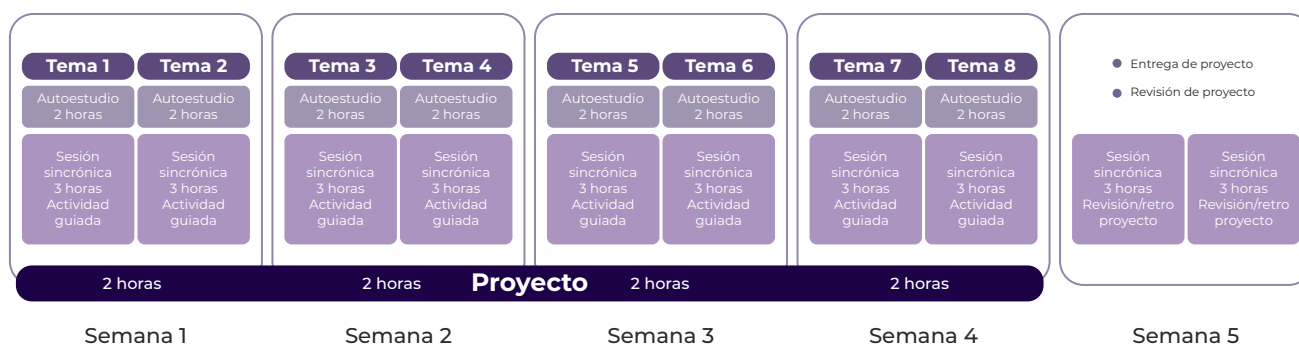 Tema 1
Tema 2
Autoestudio
2 horas
Autoestudio
2 horas
Sesión
sincrónica
3 horas
Actividad
guiada
Sesión
sincrónica
3 horas
Actividad
guiada
Tema 3
Tema 4
Autoestudio
2 horas
Autoestudio
2 horas
Sesión
sincrónica
3 horas
Actividad
guiada
Sesión
sincrónica
3 horas
Actividad
guiada
Tema 5
Tema 6
Autoestudio
2 horas
Autoestudio
2 horas
Sesión
sincrónica
3 horas
Actividad
guiada
Sesión
sincrónica
3 horas
Actividad
guiada
Tema 7
Tema 8
Autoestudio
2 horas
Autoestudio
2 horas
Sesión
sincrónica
3 horas
Actividad
guiada
Sesión
sincrónica
3 horas
Actividad
guiada
Entrega de proyecto
Revisión de proyecto
Sesión
sincrónica
3 horas
Revisión/retro
proyecto
Sesión
sincrónica
3 horas
Revisión/retro
proyecto
2 horas
2 horas
Proyecto
2 horas
2 horas
Semana 1
Semana 2
Semana 3
Semana 4
Semana 5